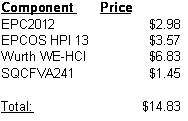 Component Price
EPC2012 $2.98
EPCOS HPI 13 $3.57
Wurth WE-HCI $6.83
SQCFVA241 $1.45
Total: $14.83